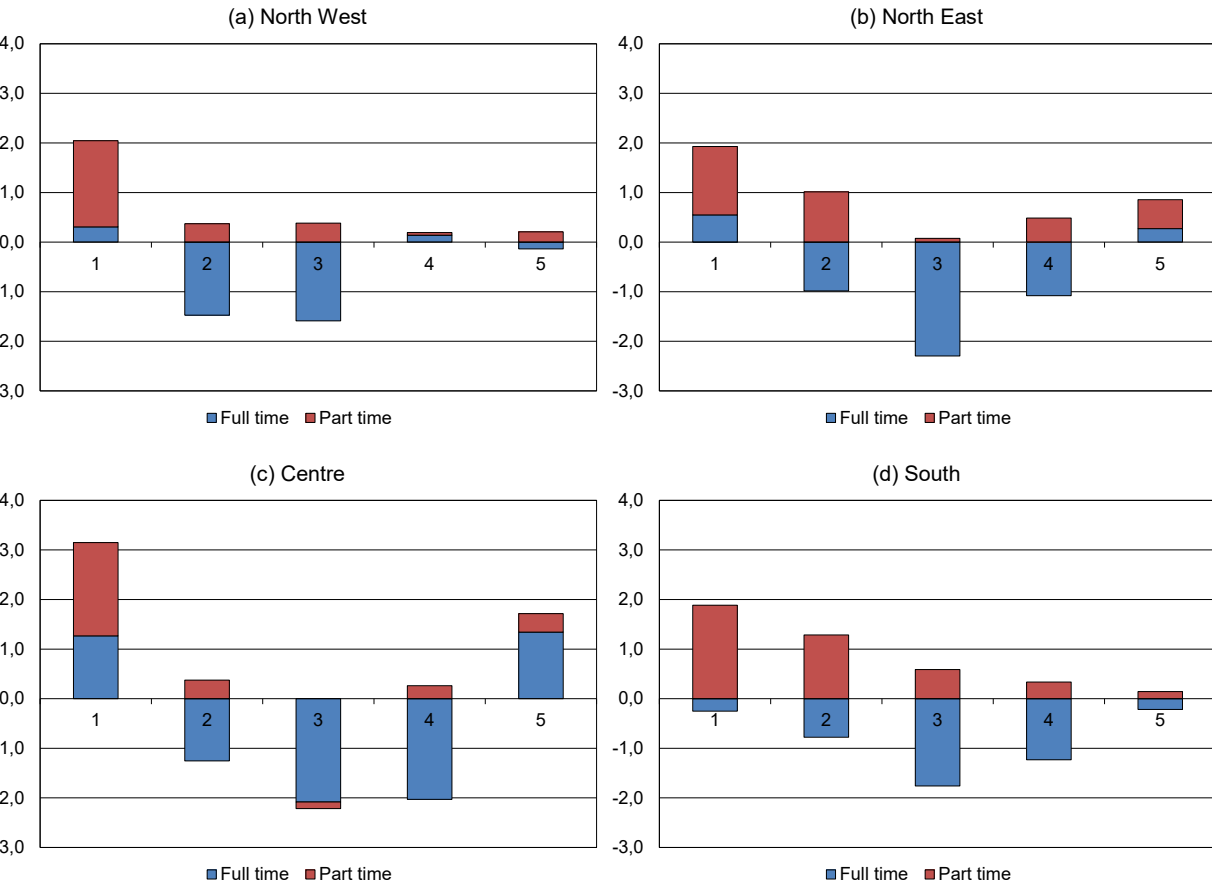 (a) North West
4,0
3,0
2,0
1,0
0,0
1,0
2,0
3,0
1 2 3 4 5
Full time Part time
(b) North East
4,0
3,0
2,0
1,0
0,0
-1,0
-2,0
-3,0
1 2 3 4 5
Full time Part time
(c) Centre
4,0
3,0
2,0
1,0
0,0
1,0
2,0
3,0
1 2 3 4 5
Full time Part time
(d) South
4,0
3,0
2,0
1,0
0,0
-1,0
-2,0
-3,0
1 2 3 4 5
Full time Part time